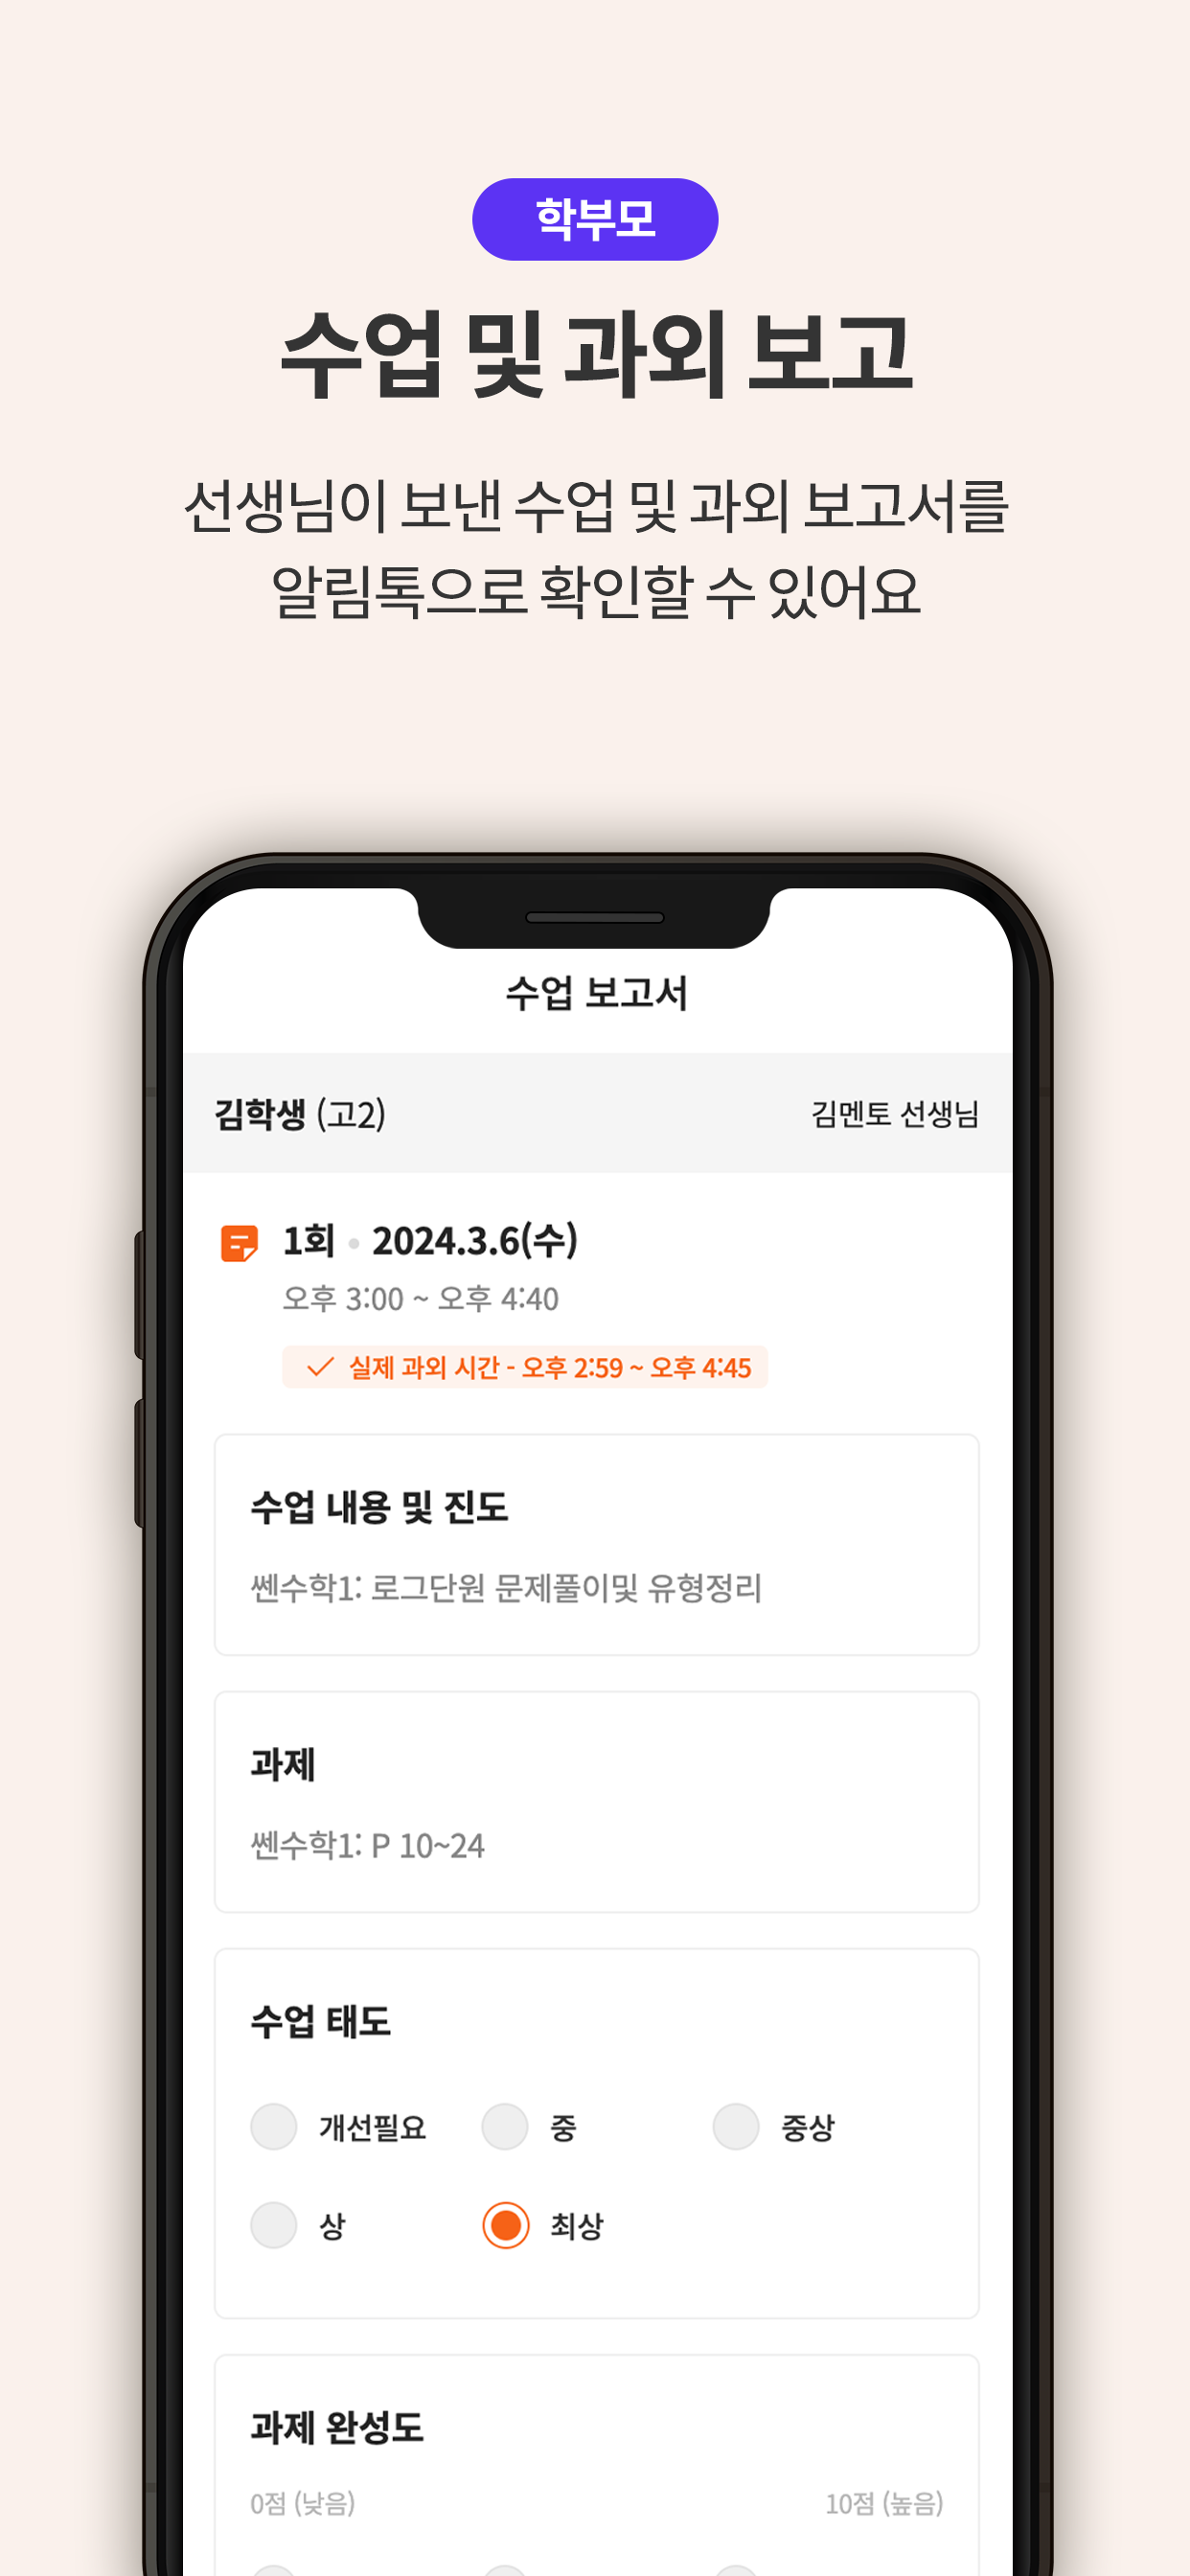 학부모
수업 및 과외 보고
선생님이 보낸 수업 및 과외 보고서를
알림톡으로 확인할 수 있어요
수업 보고서
김학생 (고2) 김멘토 선생님
1회 • 2024.3.6(수)
오후 3:00 ~ 오후 4:40
실제 과외 시간 - 오후 2:59 ~ 오후 4:45
수업 내용 및 진도
쎈수학1: 로그단원 문제풀이및 유형정리
과제
쎈수학1: P 10~24
수업 태도
개선필요 중 중상
상 최상
과제 완성도
0점 (낮음) 10점 (높음)